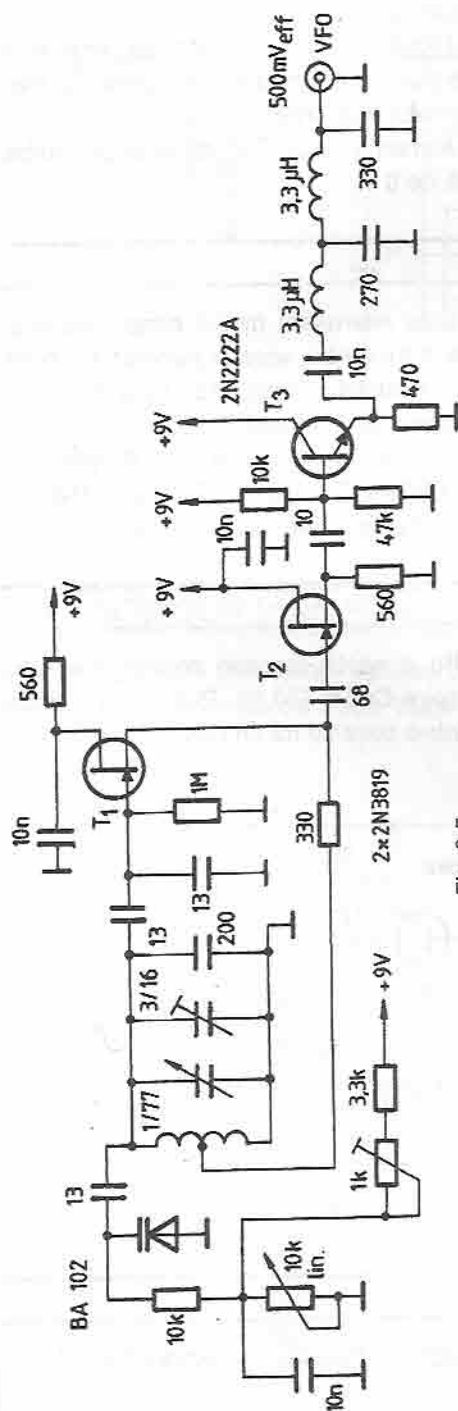 BA 102
13
10k
10n
10k
lin.
1k
3,3k
+9V
1/77
3/16
200
13
13
T1
1M
10n
560
+9V
330
2×2N3819
68
T2
560
+9V
10n
10
+9V
10k
47k
+9V
T3
2N2222A
470
10n
3,3µH
270
3,3µH
330
500mVeff
VFO